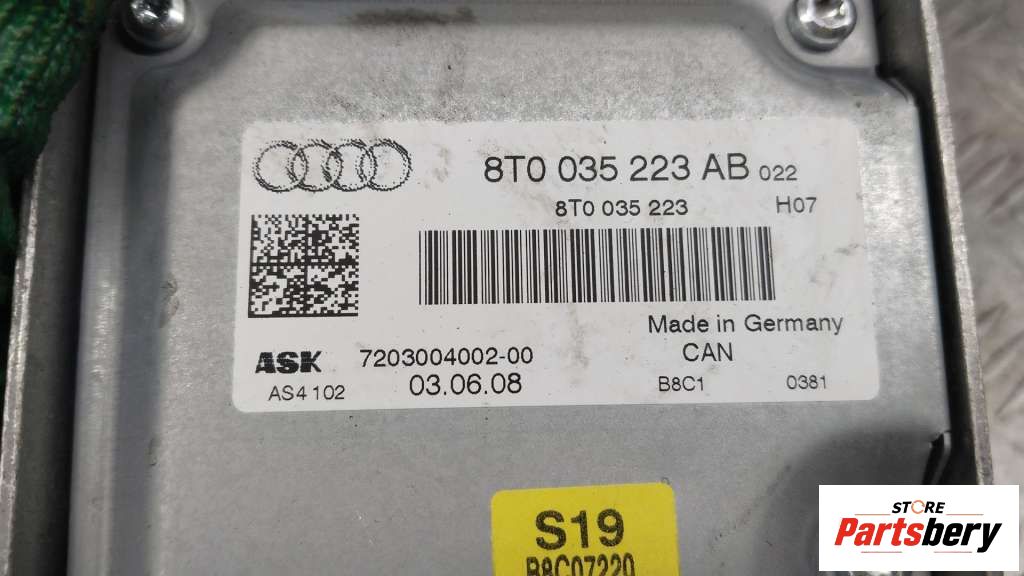 8T0 035 223 AB 022
8T0 035 223 H07
Made in Germany
ASK 7203004002-00 CAN
AS4 102 03.06.08 B8C1 0381
S19
B8C07220
STORE
Partsbery